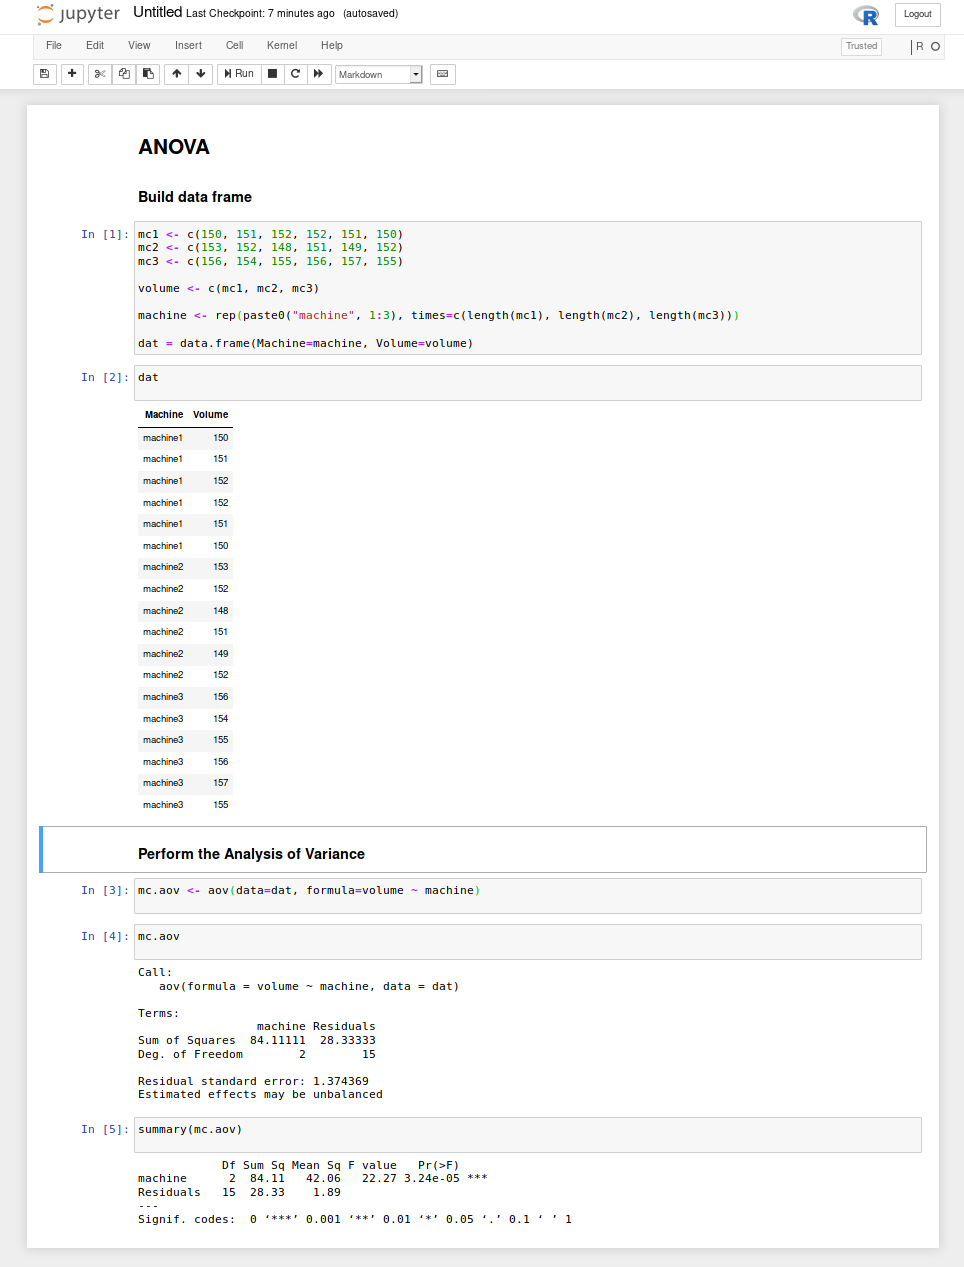 jupyter Untitled Last Checkpoint: 7 minutes ago (autosaved)
R Logout
File Edit View Insert Cell Kernel Help Trusted R
Run Markdown
ANOVA
Build data frame
In [1]: mc1 <- c(150, 151, 152, 152, 151, 150)
mc2 <- c(153, 152, 148, 151, 149, 152)
mc3 <- c(156, 154, 155, 156, 157, 155)
volume <- c(mc1, mc2, mc3)
machine <- rep(paste0("machine", 1:3), times=c(length(mc1), length(mc2), length(mc3)))
dat = data.frame(Machine=machine, Volume=volume)
In [2]: dat
Machine Volume
machine1 150
machine1 151
machine1 152
machine1 152
machine1 151
machine1 150
machine2 153
machine2 152
machine2 148
machine2 151
machine2 149
machine2 152
machine3 156
machine3 154
machine3 155
machine3 156
machine3 157
machine3 155
Perform the Analysis of Variance
In [3]: mc.aov <- aov(data=dat, formula=volume ~ machine)
In [4]: mc.aov
Call:
aov(formula = volume ~ machine, data = dat)
Terms:
machine Residuals
Sum of Squares 84.11111 28.33333
Deg. of Freedom 2 15
Residual standard error: 1.374369
Estimated effects may be unbalanced
In [5]: summary(mc.aov)
Df Sum Sq Mean Sq F value Pr(>F)
machine 2 84.11 42.06 22.27 3.24e-05 ***
Residuals 15 28.33 1.89
---
Signif. codes: 0 ‘***’ 0.001 ‘**’ 0.01 ‘*’ 0.05 ‘.’ 0.1 ‘ ’ 1